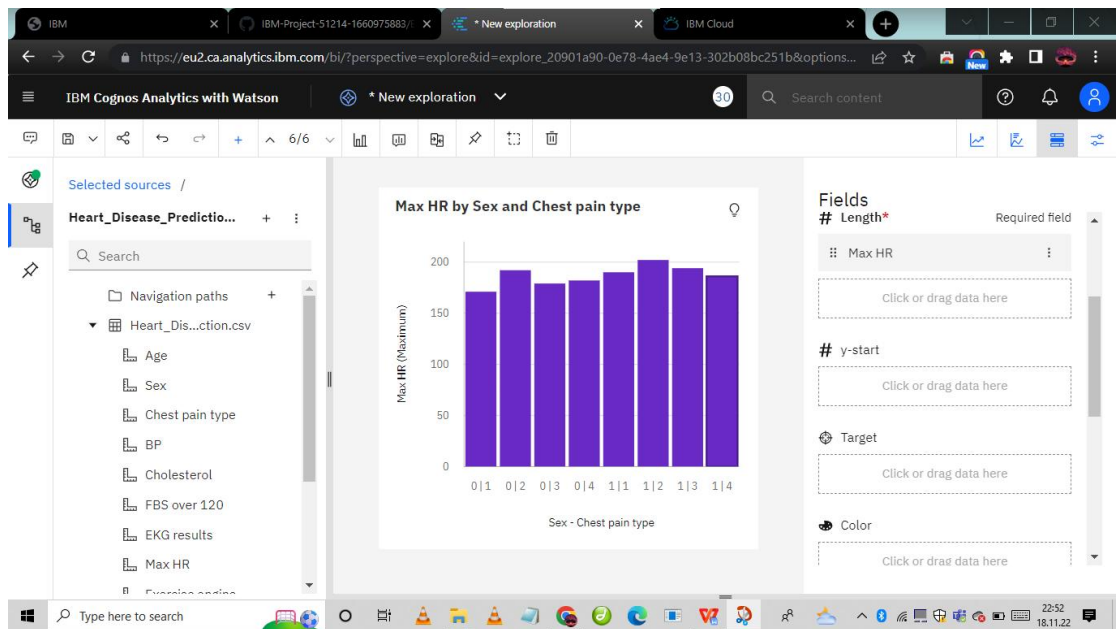 IBM
IBM-Project-51214-1660975883/
* New exploration
IBM Cloud
https://eu2.ca.analytics.ibm.com/bi/?perspective=explore&id=explore_20901a90-0e78-4ae4-9e13-302b08bc251b&options...
New
IBM Cognos Analytics with Watson
* New exploration
30
Search content
6/6
Selected sources /
Heart_Disease_Predictio...
Search
Navigation paths
Heart_Dis...ction.csv
Age
Sex
Chest pain type
BP
Cholesterol
FBS over 120
EKG results
Max HR
Max HR by Sex and Chest pain type
Max HR (Maximum)
200
150
100
50
0
0|1 0|2 0|3 0|4 1|1 1|2 1|3 1|4
Sex - Chest pain type
Fields
# Length* Required field
Max HR
Click or drag data here
# y-start
Click or drag data here
Target
Click or drag data here
Color
Click or drag data here
Type here to search
22:52
18.11.22